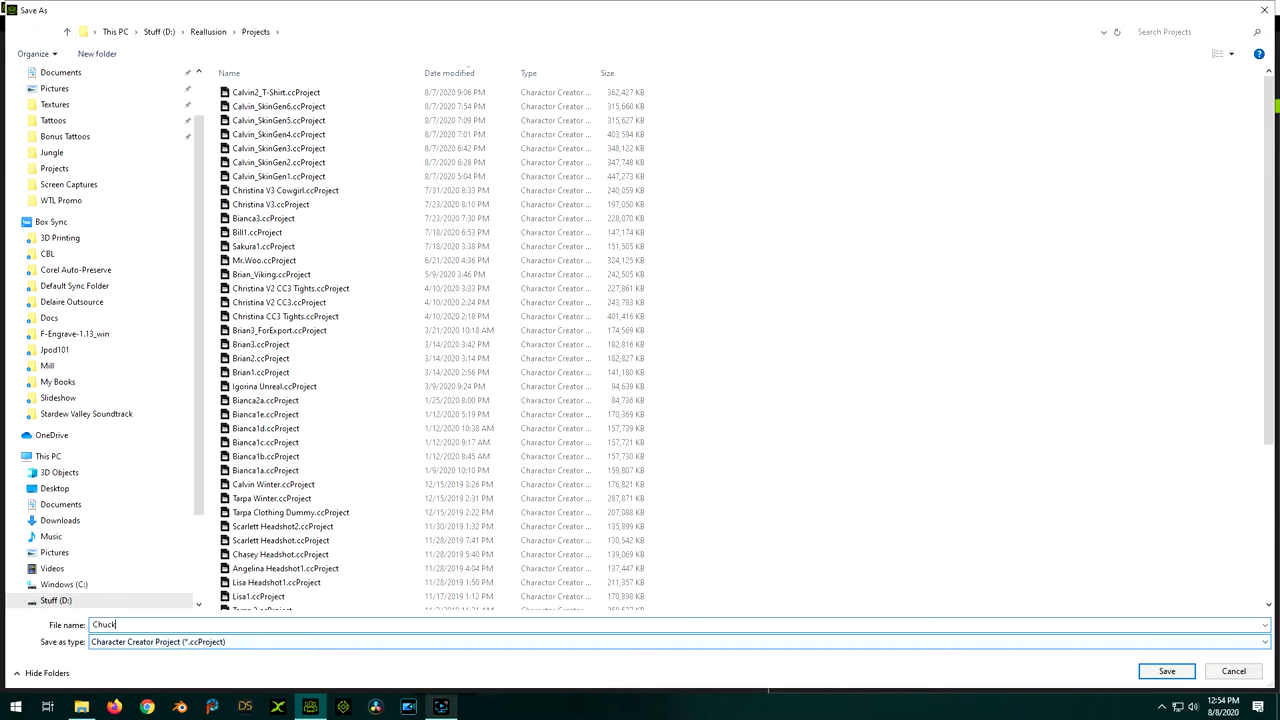 Save As
This PC > Stuff (D:) > Reallusion > Projects >
Search Projects
Organize
New folder
Name
Date modified
Type
Size
Documents
Pictures
Textures
Tattoos
Bonus Tattoos
Jungle
Projects
Screen Captures
WTL Promo
Box Sync
3D Printing
CBL
Corel Auto-Preserve
Default Sync Folder
Delaire Outsource
Docs
F-Engrave-1.13_win
Jpod101
Mill
My Books
Slideshow
Stardew Valley Soundtrack
OneDrive
This PC
3D Objects
Desktop
Documents
Downloads
Music
Pictures
Videos
Windows (C:)
Stuff (D:)
Calvin2_T-Shirt.ccProject 8/7/2020 9:06 PM Character Creator ... 362,427 KB
Calvin_SkinGen6.ccProject 8/7/2020 7:54 PM Character Creator ... 315,660 KB
Calvin_SkinGen5.ccProject 8/7/2020 7:09 PM Character Creator ... 315,627 KB
Calvin_SkinGen4.ccProject 8/7/2020 7:01 PM Character Creator ... 403,594 KB
Calvin_SkinGen3.ccProject 8/7/2020 6:42 PM Character Creator ... 348,122 KB
Calvin_SkinGen2.ccProject 8/7/2020 6:28 PM Character Creator ... 347,748 KB
Calvin_SkinGen1.ccProject 8/7/2020 5:04 PM Character Creator ... 447,273 KB
Christina V3 Cowgirl.ccProject 7/31/2020 8:33 PM Character Creator ... 240,059 KB
Christina V3.ccProject 7/23/2020 8:10 PM Character Creator ... 197,050 KB
Bianca3.ccProject 7/23/2020 7:30 PM Character Creator ... 228,070 KB
Bill1.ccProject 7/18/2020 6:53 PM Character Creator ... 147,174 KB
Sakura1.ccProject 7/18/2020 3:38 PM Character Creator ... 151,505 KB
Mr.Woo.ccProject 6/21/2020 4:36 PM Character Creator ... 324,125 KB
Brian_Viking.ccProject 5/9/2020 3:46 PM Character Creator ... 242,505 KB
Christina V2 CC3 Tights.ccProject 4/10/2020 3:33 PM Character Creator ... 227,861 KB
Christina V2 CC3.ccProject 4/10/2020 2:24 PM Character Creator ... 243,783 KB
Christina CC3 Tights.ccProject 4/10/2020 2:18 PM Character Creator ... 401,416 KB
Brian3_ForExport.ccProject 3/21/2020 10:18 AM Character Creator ... 174,569 KB
Brian3.ccProject 3/14/2020 3:42 PM Character Creator ... 182,816 KB
Brian2.ccProject 3/14/2020 3:14 PM Character Creator ... 182,827 KB
Brian1.ccProject 3/14/2020 2:56 PM Character Creator ... 141,180 KB
Igorina Unreal.ccProject 3/9/2020 9:24 PM Character Creator ... 94,639 KB
Bianca2a.ccProject 1/25/2020 8:00 PM Character Creator ... 84,736 KB
Bianca1e.ccProject 1/12/2020 5:19 PM Character Creator ... 170,369 KB
Bianca1d.ccProject 1/12/2020 10:38 AM Character Creator ... 157,739 KB
Bianca1c.ccProject 1/12/2020 9:17 AM Character Creator ... 157,721 KB
Bianca1b.ccProject 1/12/2020 8:45 AM Character Creator ... 157,730 KB
Bianca1a.ccProject 1/9/2020 10:10 PM Character Creator ... 159,807 KB
Calvin Winter.ccProject 12/15/2019 3:26 PM Character Creator ... 176,821 KB
Tarpa Winter.ccProject 12/15/2019 2:31 PM Character Creator ... 287,871 KB
Tarpa Clothing Dummy.ccProject 12/15/2019 2:22 PM Character Creator ... 207,088 KB
Scarlett Headshot2.ccProject 11/30/2019 1:32 PM Character Creator ... 135,899 KB
Scarlett Headshot.ccProject 11/28/2019 7:41 PM Character Creator ... 130,542 KB
Chasey Headshot.ccProject 11/28/2019 5:40 PM Character Creator ... 139,069 KB
Angelina Headshot1.ccProject 11/28/2019 4:04 PM Character Creator ... 137,447 KB
Lisa Headshot1.ccProject 11/28/2019 1:50 PM Character Creator ... 211,357 KB
Lisa1.ccProject 11/17/2019 1:12 PM Character Creator ... 170,898 KB
File name: Chuck
Save as type: Character Creator Project (*.ccProject)
Hide Folders
Save
Cancel
12:54 PM
8/8/2020